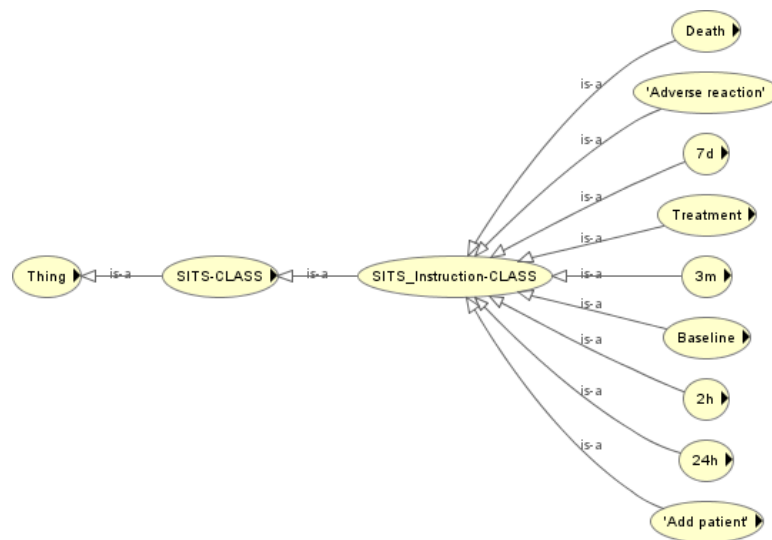 Death
is-a
'Adverse reaction'
is-a
7d
is-a
Treatment
is-a
Thing
is-a
SITS-CLASS
is-a
SITS_Instruction-CLASS
is-a
3m
is-a
Baseline
is-a
2h
is-a
24h
is-a
'Add patient'